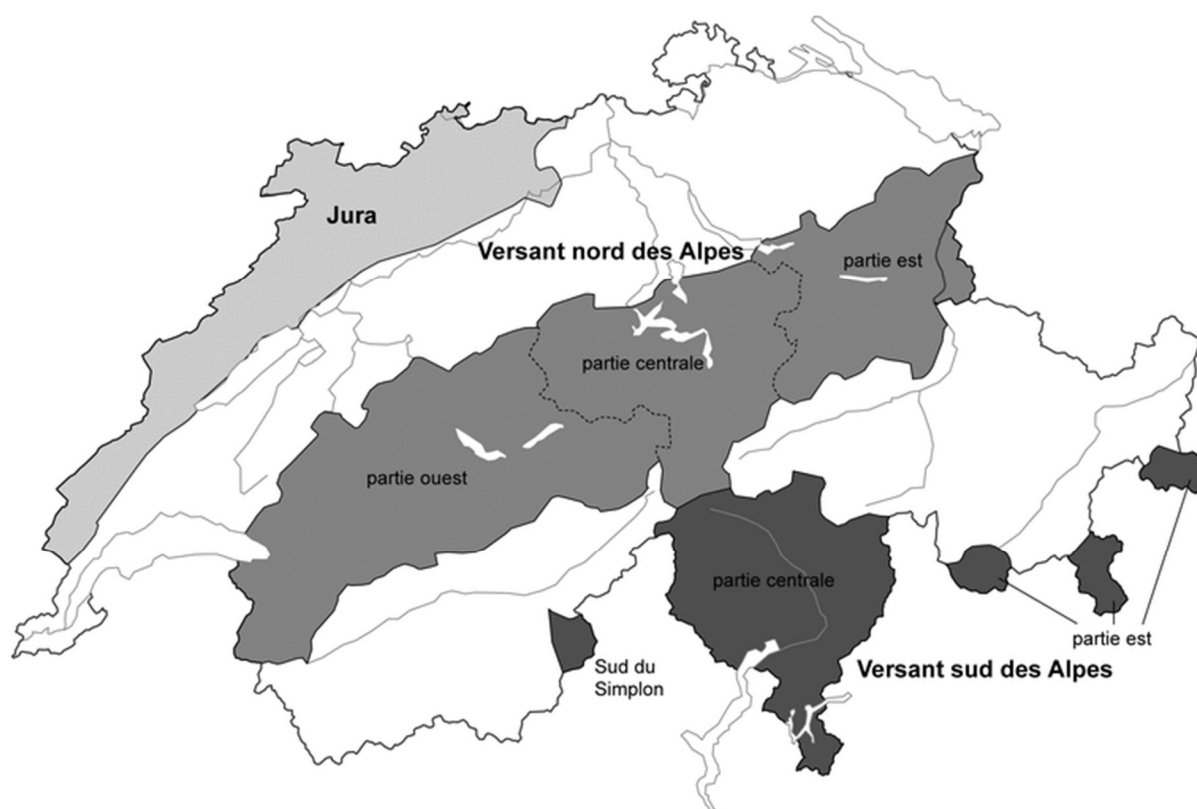 Jura
Versant nord des Alpes
partie est
partie centrale
partie ouest
partie centrale
partie est
Sud du
Simplon
Versant sud des Alpes